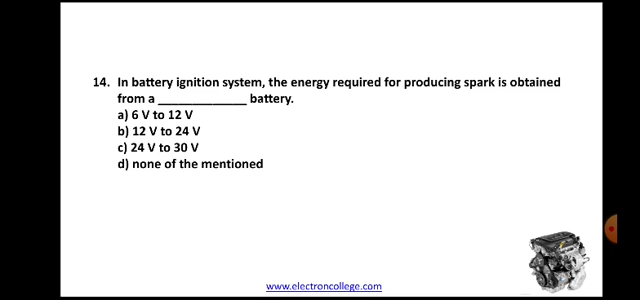 14. In battery ignition system, the energy required for producing spark is obtained
from a _____________ battery.
a) 6 V to 12 V
b) 12 V to 24 V
c) 24 V to 30 V
d) none of the mentioned
www.electroncollege.com